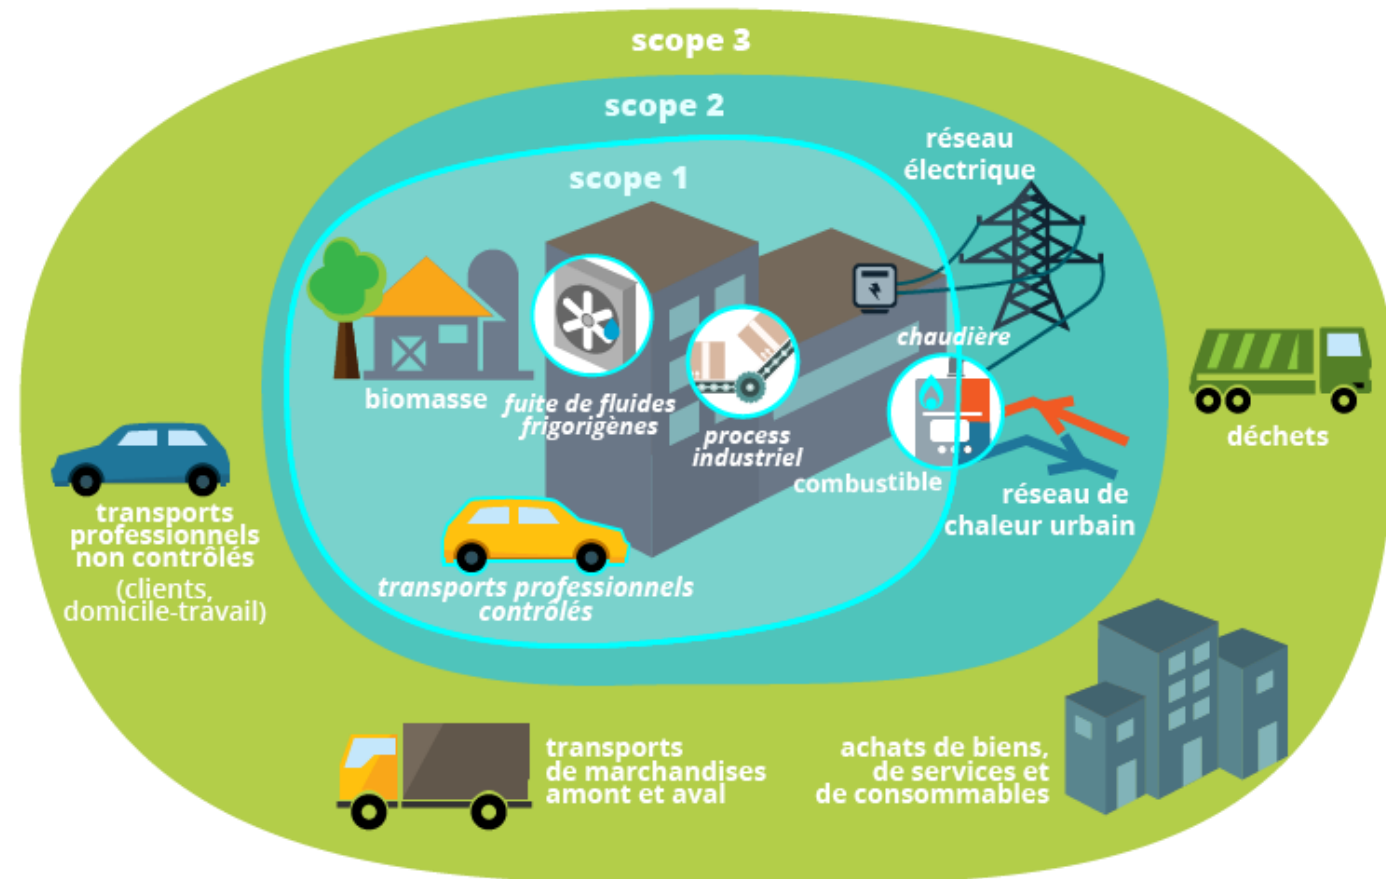 scope 3
scope 2
scope 1
réseau
électrique
chaudière
biomasse
fuite de fluides
frigorigènes
process
industriel
combustible
réseau de
chaleur urbain
déchets
transports
professionnels
non contrôlés
(clients,
domicile-travail)
transports professionnels
contrôlés
transports
de marchandises
amont et aval
achats de biens,
de services et
de consommables